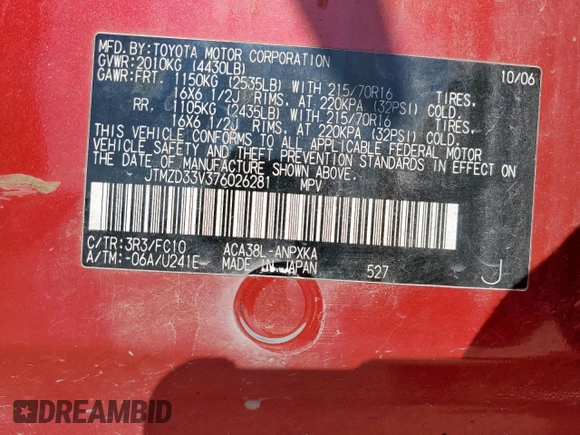 MFD. BY: TOYOTA MOTOR CORPORATION 10/06
GVWR: 2010KG (4430LB)
GAWR: FRT. 1150KG (2535LB) WITH 215/70R16 TIRES,
16X6 1/2J RIMS, AT 220KPA (32PSI) COLD.
RR. 1105KG (2435LB) WITH 215/70R16 TIRES,
16X6 1/2J RIMS, AT 220KPA (32PSI) COLD.
THIS VEHICLE CONFORMS TO ALL APPLICABLE FEDERAL MOTOR
VEHICLE SAFETY AND THEFT PREVENTION STANDARDS IN EFFECT ON
THE DATE OF MANUFACTURE SHOWN ABOVE.
JTMZD33V376026281 MPV
C/TR: 3R3/FC10 ACA38L-ANPXKA
A/TM: -06A/U241E MADE IN JAPAN 527 J
DREAMBID